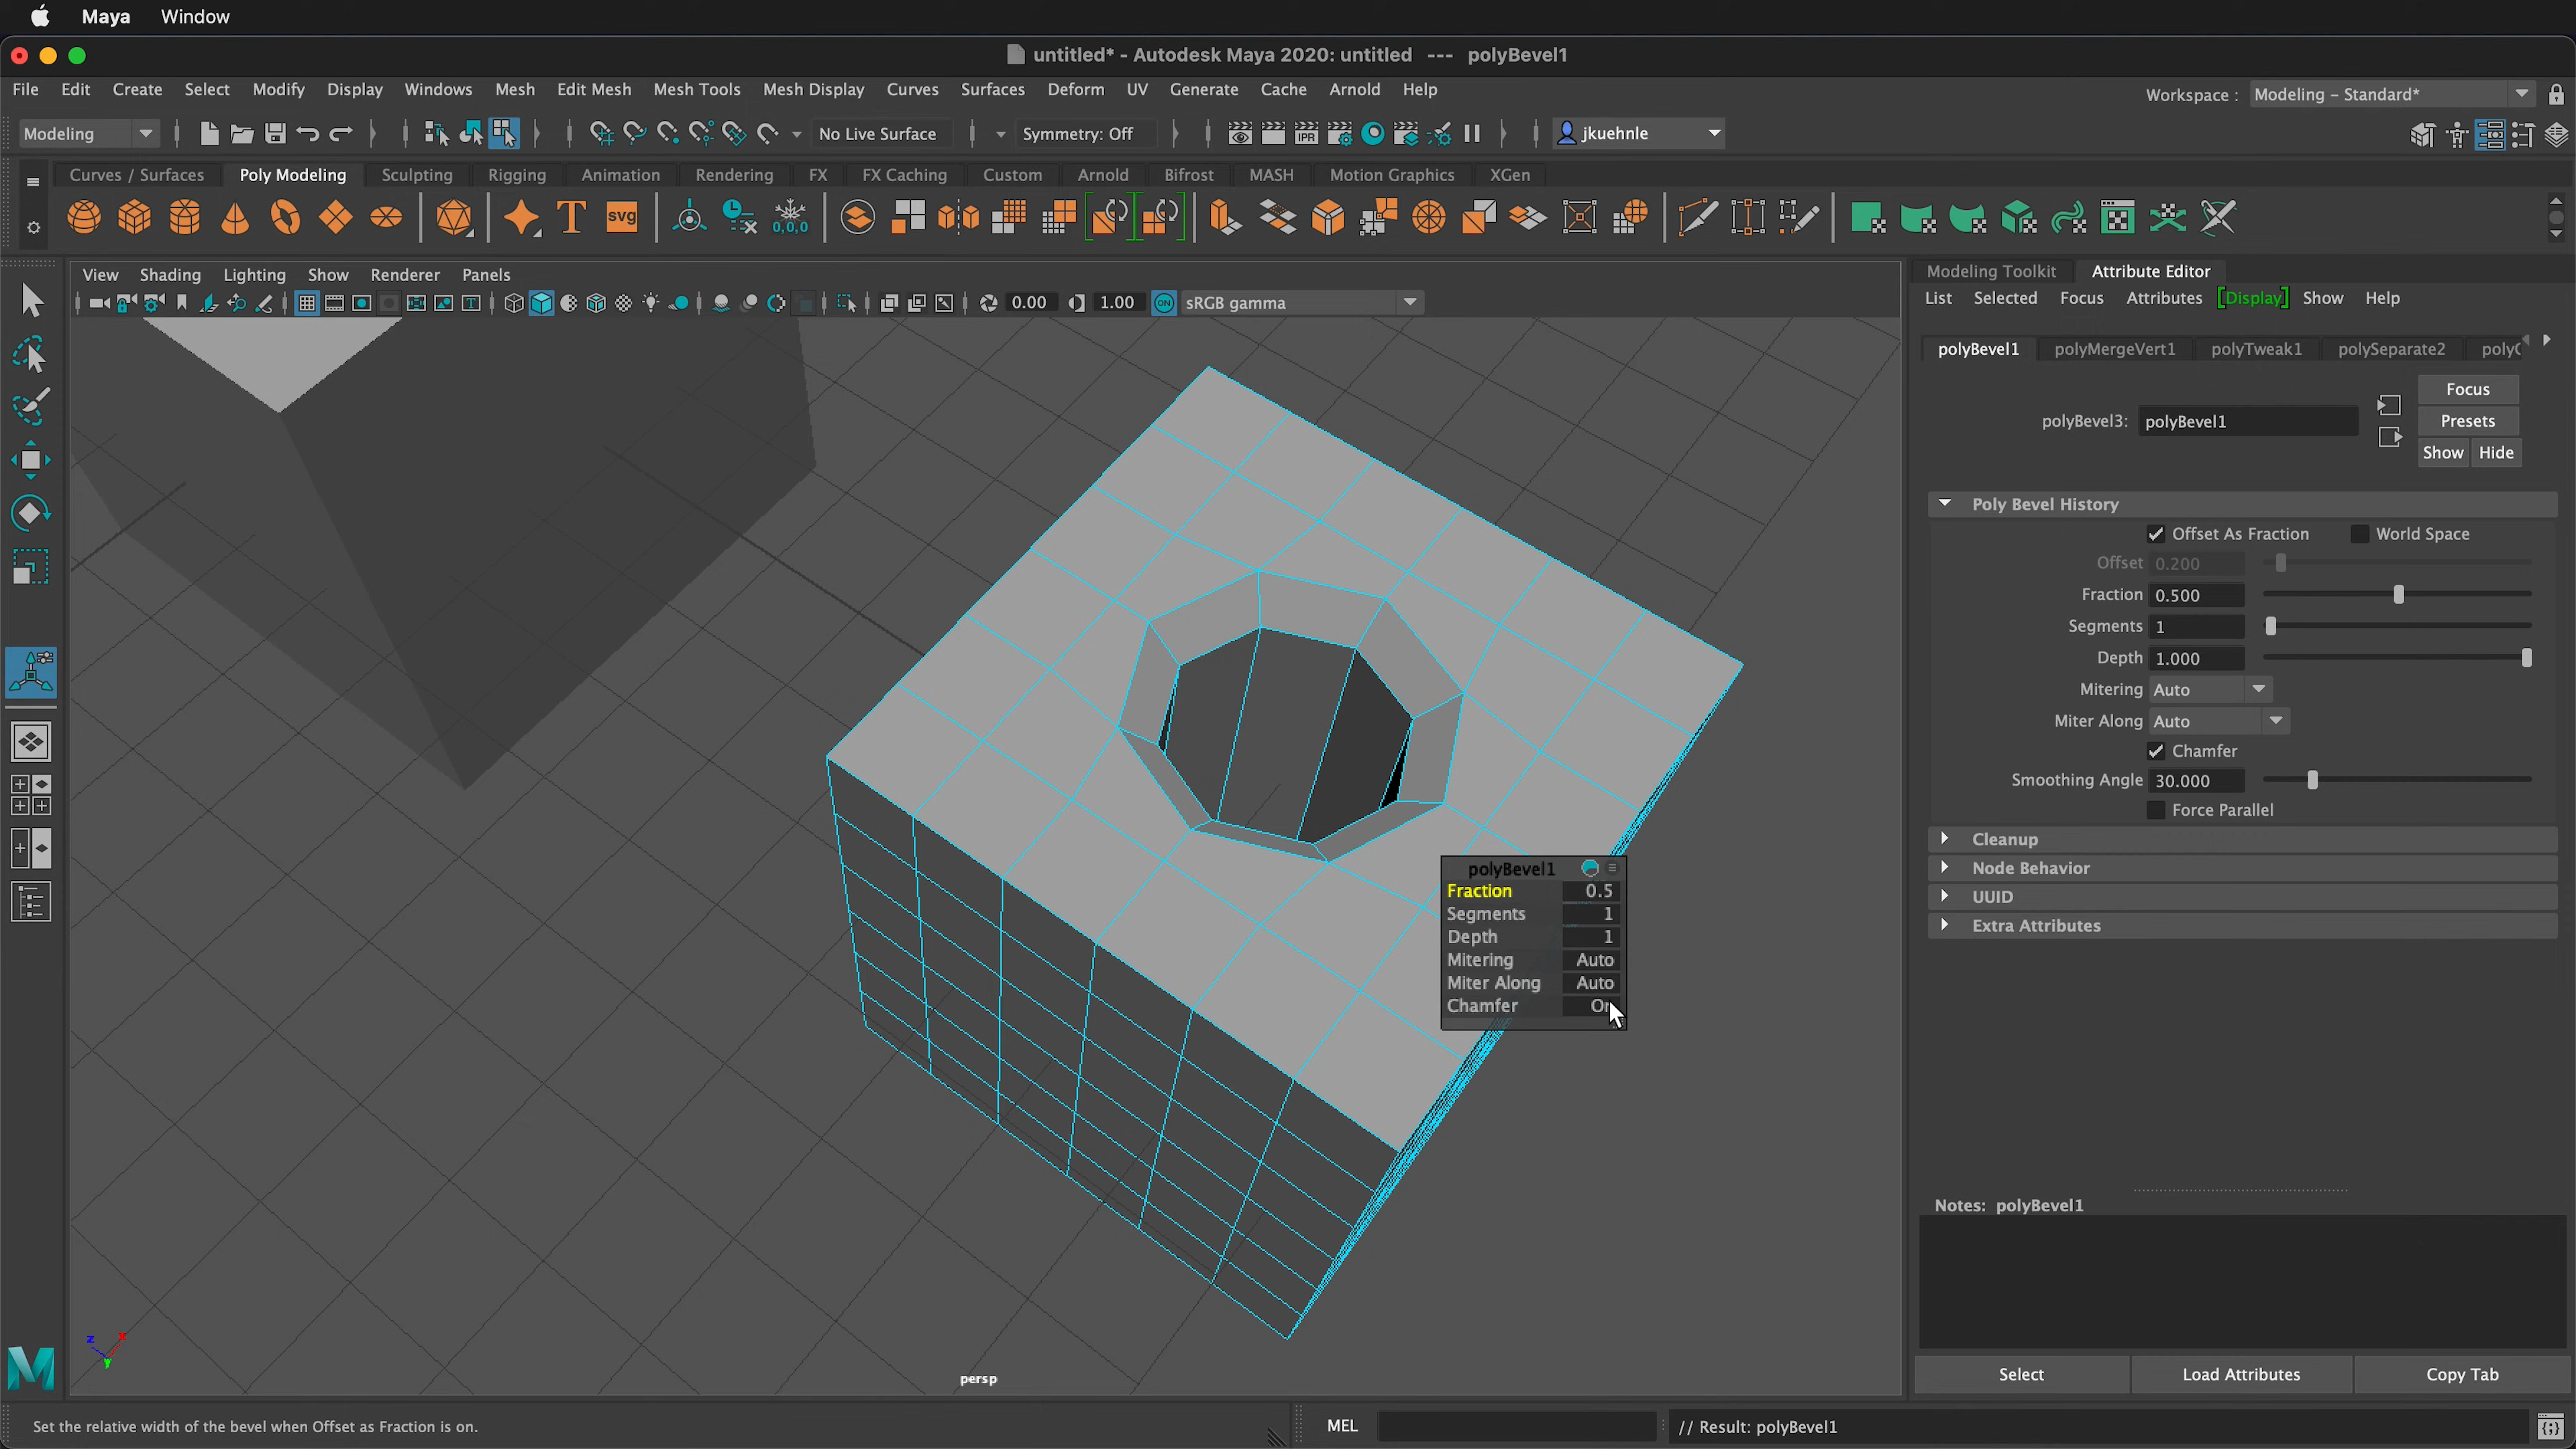 Maya Window
untitled* - Autodesk Maya 2020: untitled --- polyBevel1
File Edit Create Select Modify Display Windows Mesh Edit Mesh Mesh Tools Mesh Display Curves Surfaces Deform UV Generate Cache Arnold Help
Workspace : Modeling - Standard*
Modeling No Live Surface Symmetry: Off IPR jkuehnle
Curves / Surfaces Poly Modeling Sculpting Rigging Animation Rendering FX FX Caching Custom Arnold Bifrost MASH Motion Graphics XGen
T svg 0,0,0
View Shading Lighting Show Renderer Panels
0.00 1.00 ON sRGB gamma
Modeling Toolkit Attribute Editor
List Selected Focus Attributes [Display] Show Help
polyBevel1 polyMergeVert1 polyTweak1 polySeparate2
Focus
polyBevel3: polyBevel1
Presets
Show Hide
Poly Bevel History
Offset As Fraction World Space
Offset 0.200
Fraction 0.500
Segments 1
Depth 1.000
Mitering Auto
Miter Along Auto
Chamfer
Smoothing Angle 30.000
Force Parallel
Cleanup
Node Behavior
UUID
Extra Attributes
polyBevel1
Fraction 0.5
Segments 1
Depth 1
Mitering Auto
Miter Along Auto
Chamfer
Notes: polyBevel1
z x
y
persp
M
Select Load Attributes Copy Tab
Set the relative width of the bevel when Offset as Fraction is on.
MEL // Result: polyBevel1